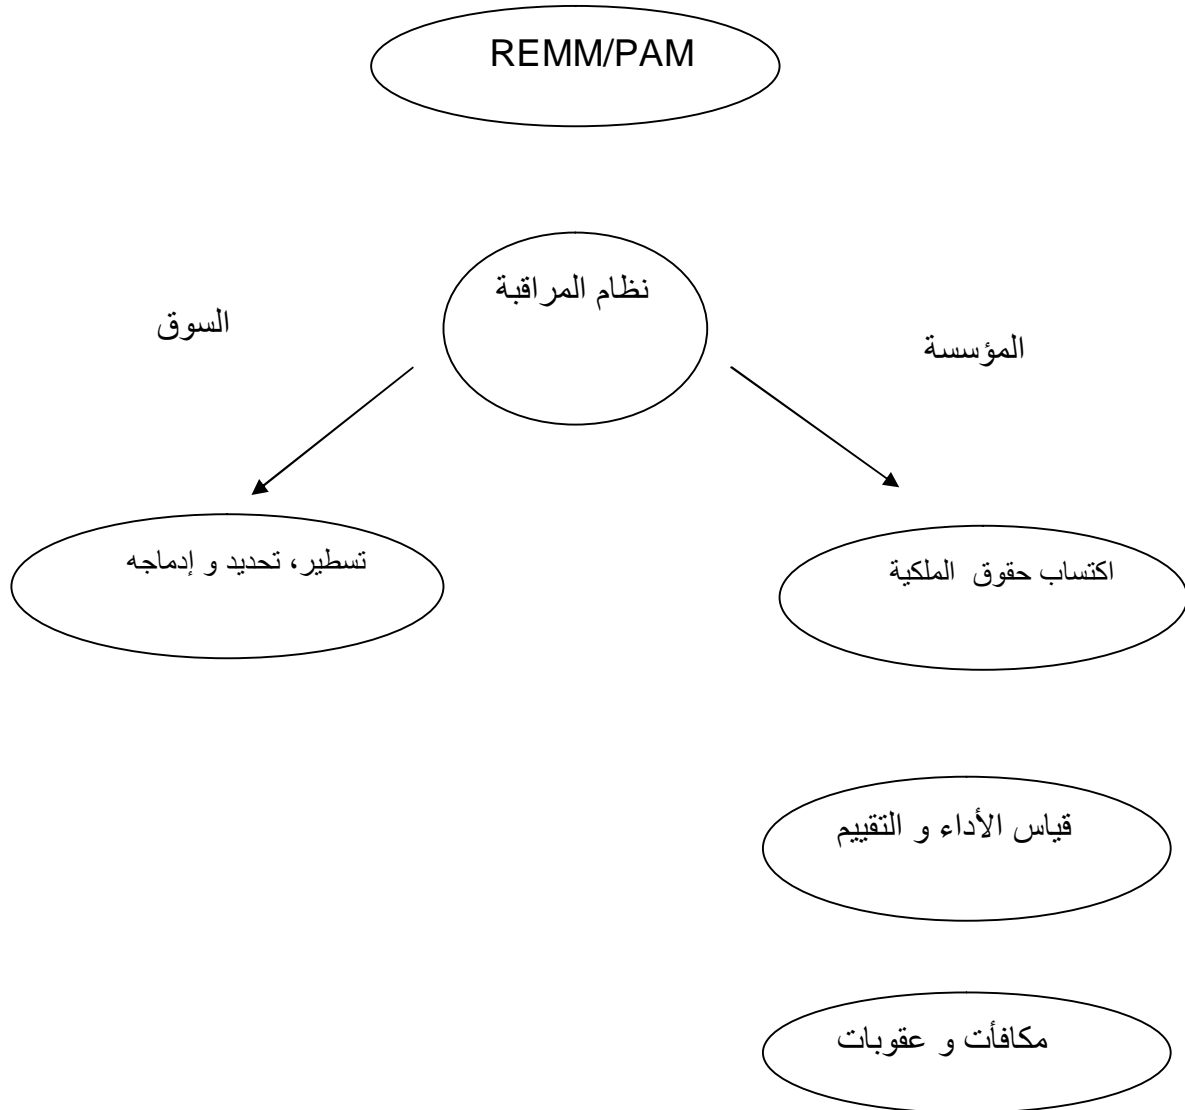 REMM/PAM
نظام المراقبة
السوق
المؤسسة
تسطير، تحديد و إدماجه
اكتساب حقوق الملكية
قياس الأداء و التقييم
مكافأت و عقوبات